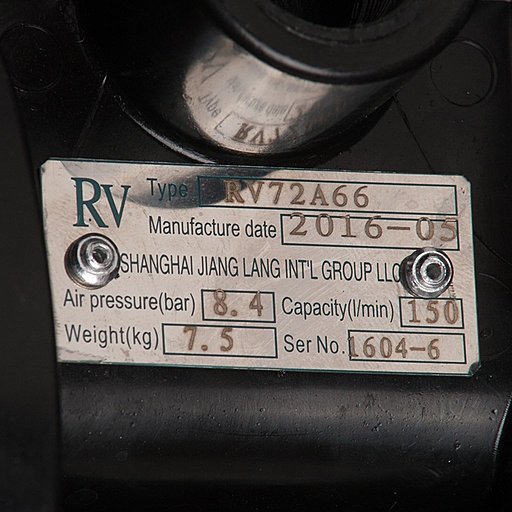 RV Type RV72A66
Manufacture date 2016-05
SHANGHAI JIANG LANG INT'L GROUP LLC
Air pressure(bar) 8.4 Capacity(l/min) 150
Weight(kg) 7.5 Ser No. 1604-6